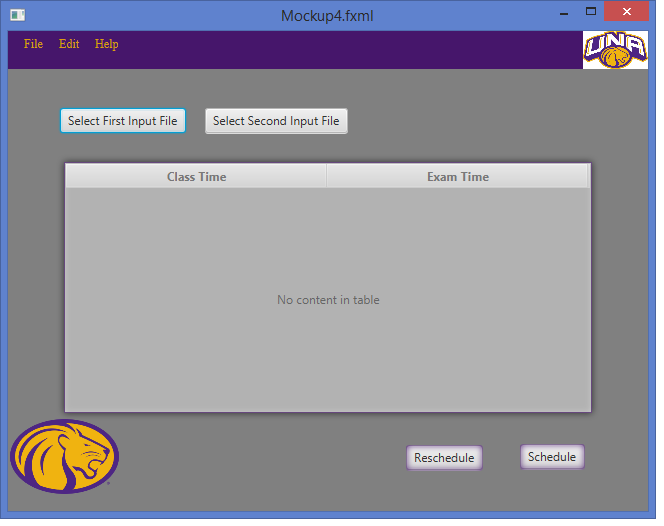 Mockup4.fxml
File Edit Help
UNA
Select First Input File Select Second Input File
Class Time Exam Time
No content in table
Reschedule Schedule